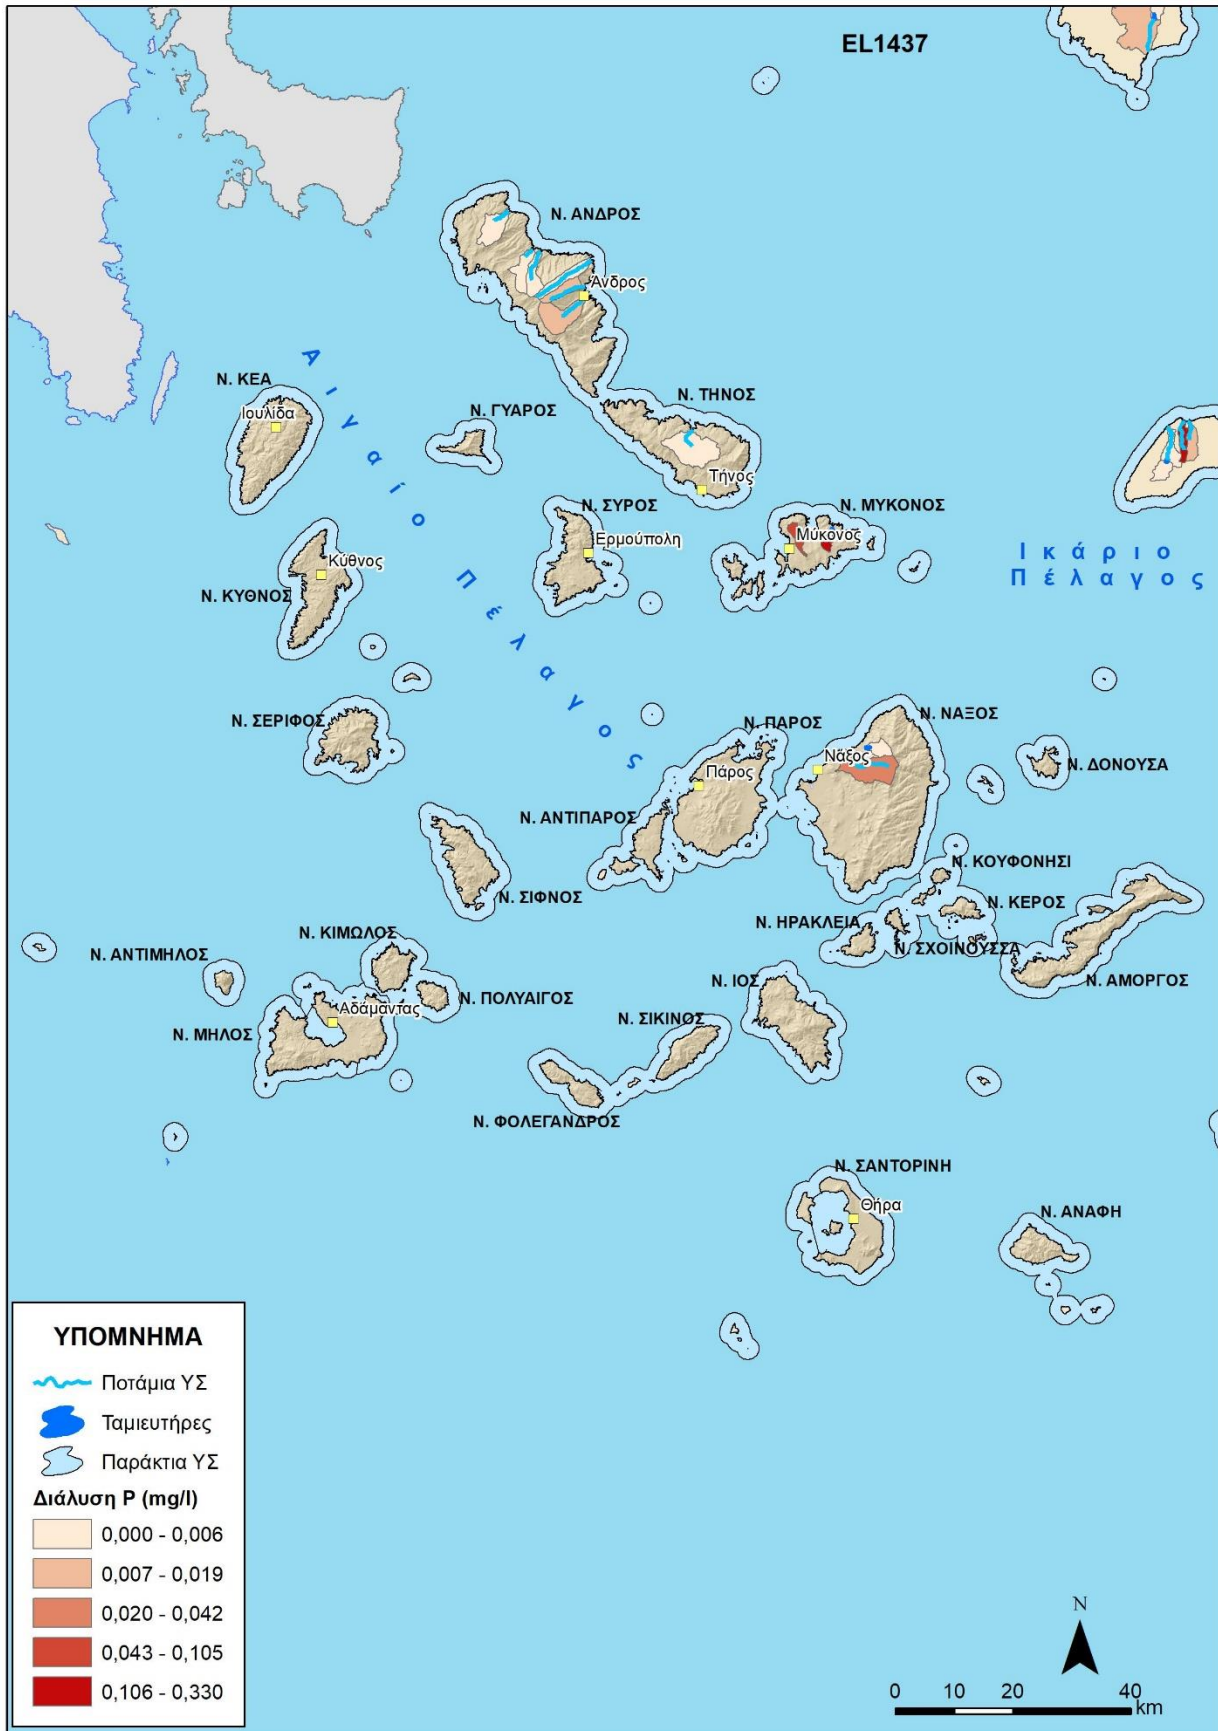 EL1437
Ν. ΑΝΔΡΟΣ
Άνδρος
Ν. ΚΕΑ
Ιουλίδα
Ν. ΓΥΑΡΟΣ
Ν. ΤΗΝΟΣ
Τήνος
Ν. ΣΥΡΟΣ
Ερμούπολη
Ν. ΜΥΚΟΝΟΣ
Μύκονος
Αιγαίο Πέλαγος
Ικάριο
Πέλαγος
Κύθνος
Ν. ΚΥΘΝΟΣ
Ν. ΣΕΡΙΦΟΣ
Ν. ΠΑΡΟΣ
Πάρος
Ν. ΝΑΞΟΣ
Νάξος
Ν. ΔΟΝΟΥΣΑ
Ν. ΑΝΤΙΠΑΡΟΣ
Ν. ΣΙΦΝΟΣ
Ν. ΚΟΥΦΟΝΗΣΙ
Ν. ΚΕΡΟΣ
Ν. ΗΡΑΚΛΕΙΑ
Ν. ΣΧΟΙΝΟΥΣΣΑ
Ν. ΑΜΟΡΓΟΣ
Ν. ΚΙΜΩΛΟΣ
Ν. ΑΝΤΙΜΗΛΟΣ
Ν. ΠΟΛΥΑΙΓΟΣ
Αδάμαντας
Ν. ΜΗΛΟΣ
Ν. ΙΟΣ
Ν. ΣΙΚΙΝΟΣ
Ν. ΦΟΛΕΓΑΝΔΡΟΣ
Ν. ΣΑΝΤΟΡΙΝΗ
Θήρα
Ν. ΑΝΑΦΗ
ΥΠΟΜΝΗΜΑ
Ποτάμια ΥΣ
Ταμιευτήρες
Παράκτια ΥΣ
Διάλυση P (mg/l)
0,000 - 0,006
0,007 - 0,019
0,020 - 0,042
0,043 - 0,105
0,106 - 0,330
N
0 10 20 40
km